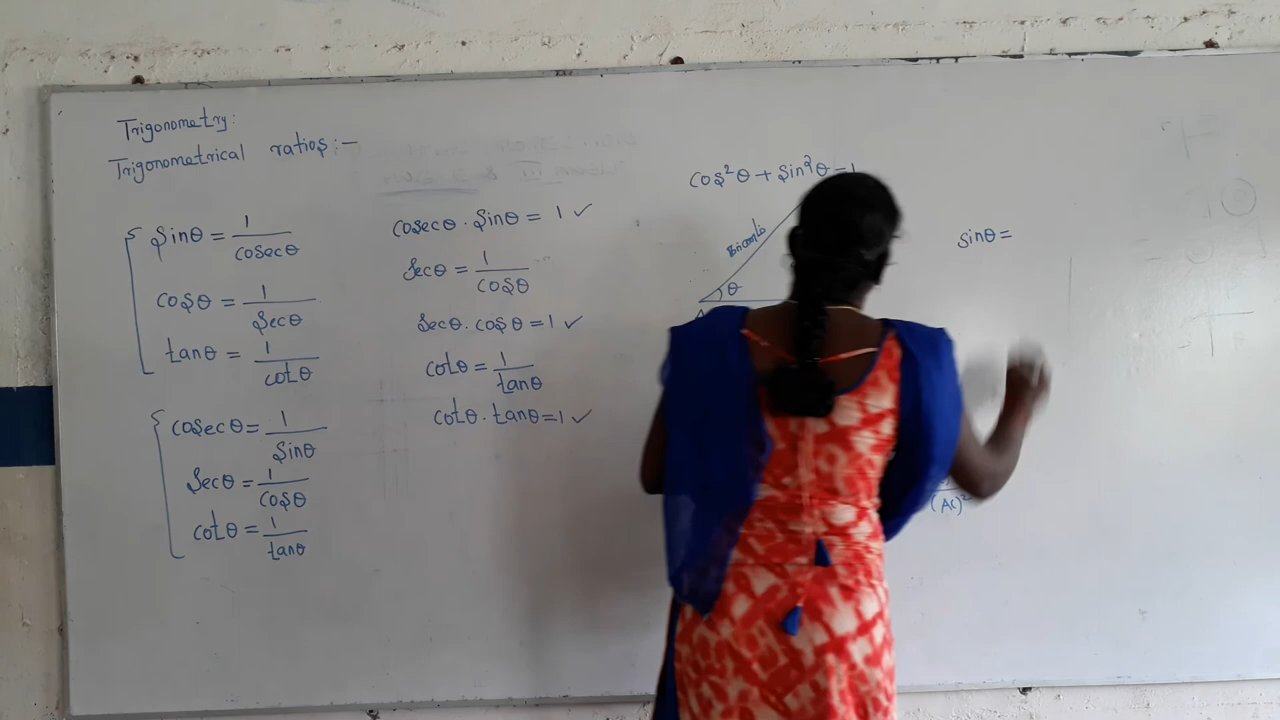 Trigonometry:
Trigonometrical ratios:-
sinθ = 1/cosecθ
cosθ = 1/secθ
tanθ = 1/cotθ
cosecθ = 1/sinθ
secθ = 1/cosθ
cotθ = 1/tanθ
cosecθ · sinθ = 1 ✓
secθ = 1/cosθ
secθ · cosθ = 1 ✓
cotθ = 1/tanθ
cotθ · tanθ = 1 ✓
cos²θ + sin²θ = 1
θ
A
(AC)²
sinθ =